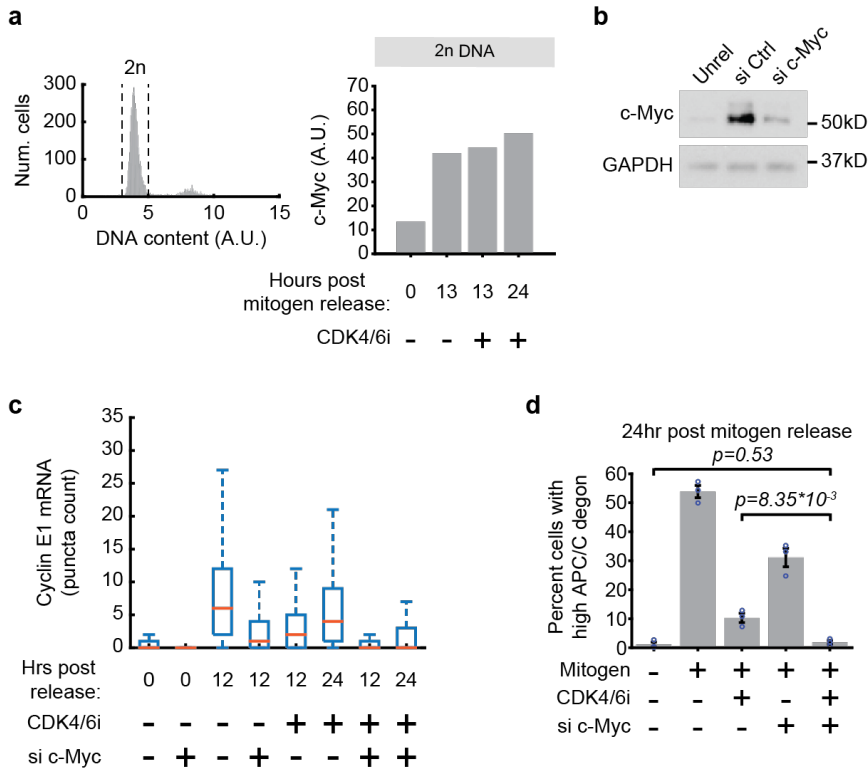 a
2n DNA
2n
Num. cells
300
200
100
0
0 5 10 15
DNA content (A.U.)
c-Myc (A.U.)
70
60
50
40
30
20
10
0
Hours post
mitogen release:
0 13 13 24
CDK4/6i - - + +
b
Unrel
si Ctrl
si c-Myc
c-Myc
50kD
GAPDH
37kD
c
Cyclin E1 mRNA
(puncta count)
35
30
25
20
15
10
5
0
Hrs post
release:
0 0 12 12 12 24 12 24
CDK4/6i - - - - + + + +
si c-Myc - + - + - - + +
d
24hr post mitogen release
p=0.53
p=8.35*10-3
Percent cells with
high APC/C degon
60
50
40
30
20
10
0
Mitogen - + + + +
CDK4/6i - - + - +
si c-Myc - - - + +